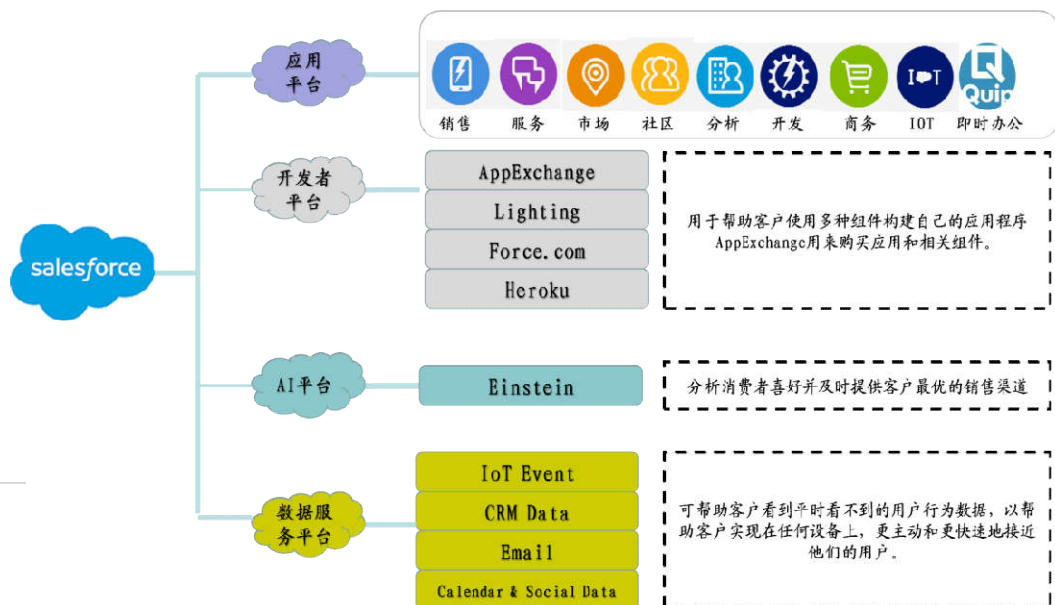 应用
平台
Quip
IOT
销售
服务
市场
社区
分析
开发
商务
IOT
即时办公
开发者
平台
AppExchange
Lighting
Force.com
Heroku
用于帮助客户使用多种组件构建自己的应用程序
AppExchange用来购买应用和相关组件。
salesforce
AI平台
Einstein
分析消费者喜好并及时提供客户最优的销售渠道
数据服
务平台
IoT Event
CRM Data
Email
Calendar & Social Data
可帮助客户看到平时看不到的用户行为数据，以帮
助客户实现在任何设备上，更主动和更快速地接近
他们的用户。